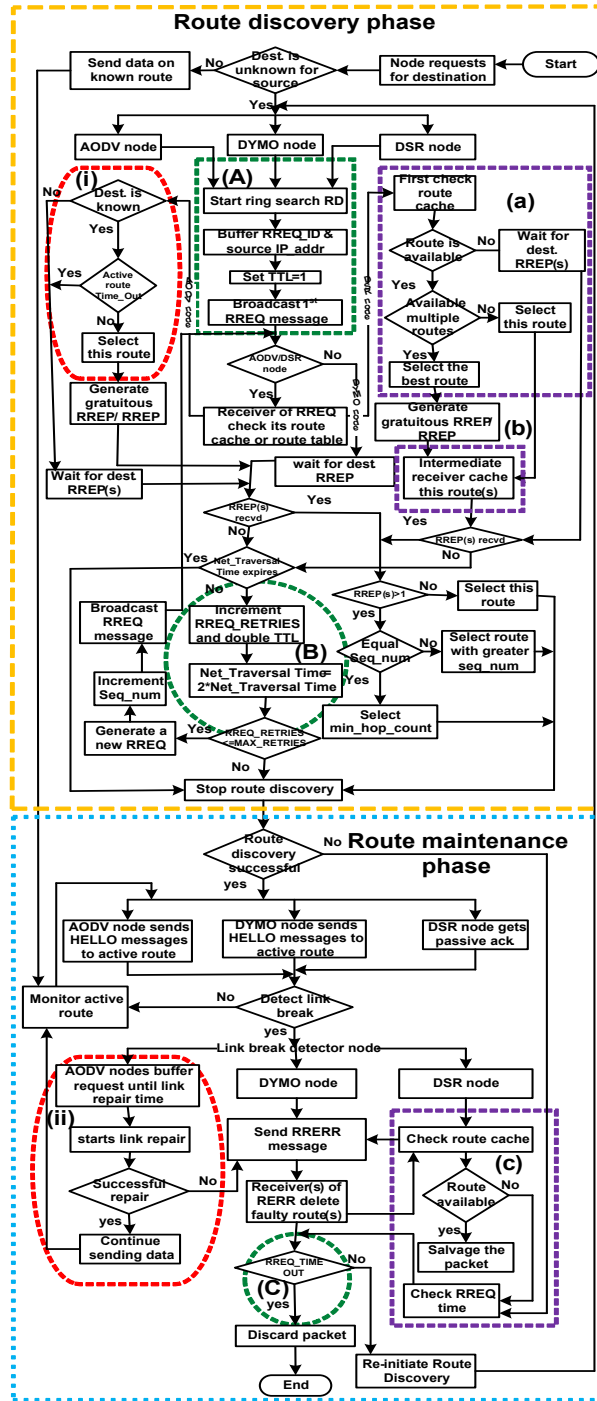 Route discovery phase
Send data on
known route
No
Dest. is
unknown for
source
Node requests
for destination
Start
Yes
AODV node
DYMO node
DSR node
(i)
(A)
No
Dest. is
known
Start ring search RD
First check
route
cache
(a)
Yes
Buffer RREQ_ID &
source IP_addr
Route is
available
No
Wait for
dest.
RREP(s)
Yes
Active
route
Time_Out
Set TTL=1
Yes
AODV node
DSR node
Broadcast 1st
RREQ message
Available
multiple
routes
No
Select
this route
No
Select
this route
AODV/DSR
node
No
Yes
Select the
best route
Yes
DYMO node
Generate
gratuitous
RREP/ RREP
Receiver of RREQ
check its route
cache or route table
Generate
gratuitous RREP/
RREP
(b)
Wait for dest.
RREP(s)
wait for dest.
RREP
Intermediate
receiver cache
this route(s)
RREP(s)
recvd
Yes
Yes
RREP(s) recvd
No
No
Yes
Net_Traversal
Time expires
No
Broadcast
RREQ
message
Increment
RREQ_RETRIES
and double TTL
RREP(s)>1
No
Select this
route
yes
(B)
Equal
Seq_num
No
Select route
with greater
seq_num
Increment
Seq_num
Net_Traversal Time=
2*Net_Traversal Time
Yes
Generate a
new RREQ
Yes
RREQ_RETRIES
<=MAX_RETRIES
Select
min_hop_count
No
Stop route discovery
Route
discovery
successful
No
Route maintenance
phase
yes
AODV node sends
HELLO messages
to active route
DYMO node sends
HELLO messages to
active route
DSR node gets
passive ack.
Monitor active
route
No
Detect link
break
yes
Link break detector node
AODV nodes buffer
request until link
repair time
DYMO node
DSR node
(ii)
starts link repair
Send RRERR
message
Check route cache
(c)
Successful
repair
No
Receiver(s) of
RERR delete
faulty route(s)
Route
available
No
yes
yes
Continue
sending data
Salvage the
packet
RREQ_TIME
OUT
No
(C)
Check RREQ
time
yes
Discard packet
Re-initiate Route
Discovery
End